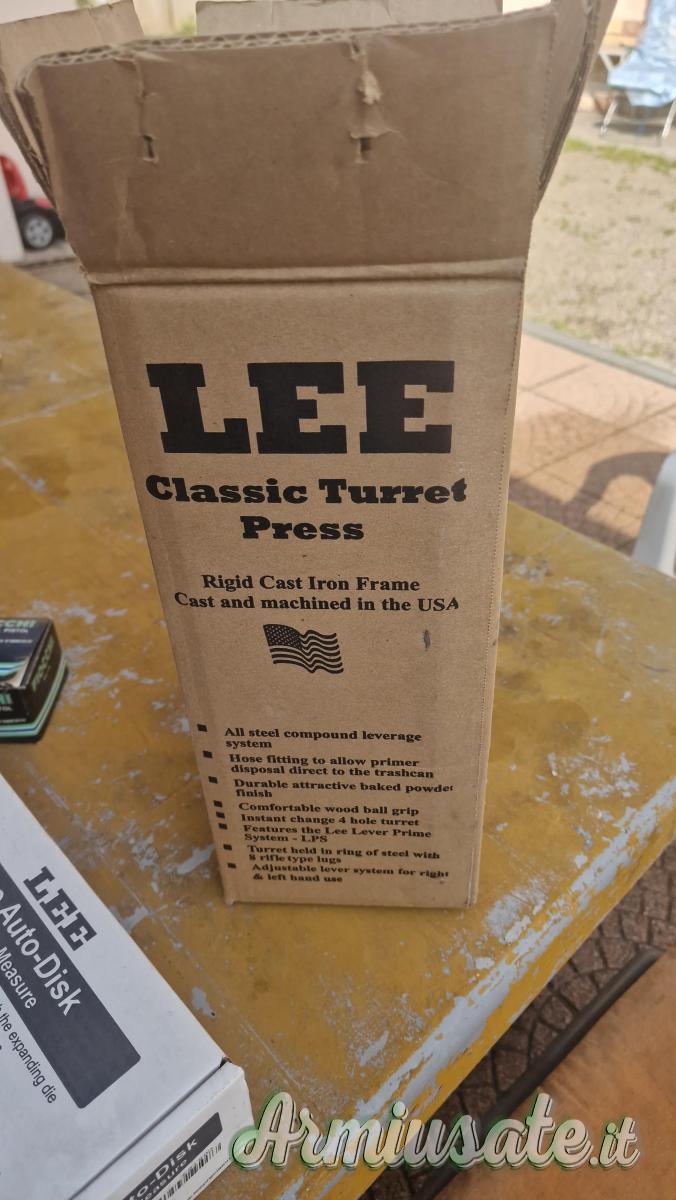 LEE
Classic Turret
Press
Rigid Cast Iron Frame
Cast and machined in the USA
All steel compound leverage
system
Hose fitting to allow primer
disposal direct to the trashcan
Durable attractive baked powder
finish
Comfortable wood ball grip
Instant change 4 hole turret
Features the Lee Lever Prime
System - LPS
Turret held in ring of steel with
8 rifle type lugs
Adjustable lever system for right
& left hand use
LEE
Auto-Disk
Measure
the expanding die
to-Disk
easure
CCHI
PISTOL
Armiusate.it